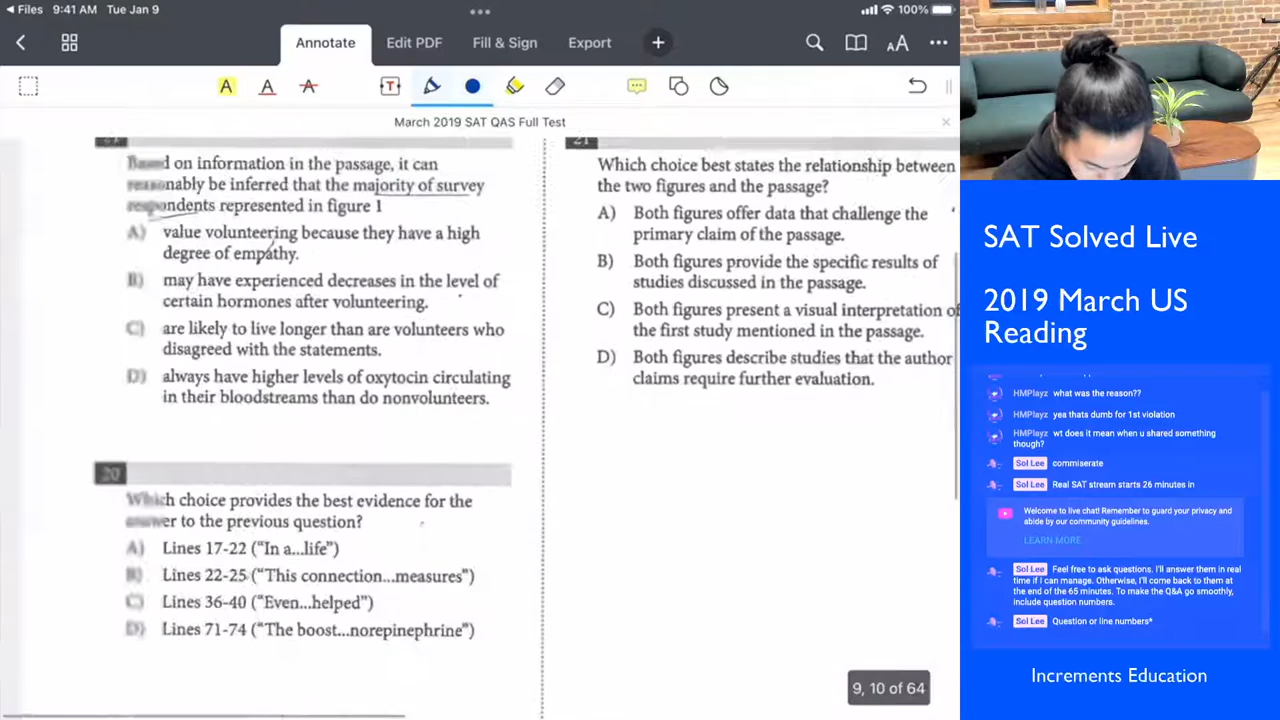 Files 9:41 AM Tue Jan 9
100%
Annotate
Edit PDF
Fill & Sign
Export
March 2019 SAT QAS Full Test
Based on information in the passage, it can
reasonably be inferred that the majority of survey
respondents represented in figure 1
A) value volunteering because they have a high
degree of empathy.
B) may have experienced decreases in the level of
certain hormones after volunteering.
C) are likely to live longer than are volunteers who
disagreed with the statements.
D) always have higher levels of oxytocin circulating
in their bloodstreams than do nonvolunteers.
20
Which choice provides the best evidence for the
answer to the previous question?
A) Lines 17-22 (“In a...life”)
B) Lines 22-25 (“This connection...measures”)
C) Lines 36-40 (“Even...helped”)
D) Lines 71-74 (“The boost...norepinephrine”)
21
Which choice best states the relationship between
the two figures and the passage?
A) Both figures offer data that challenge the
primary claim of the passage.
B) Both figures provide the specific results of
studies discussed in the passage.
C) Both figures present a visual interpretation of
the first study mentioned in the passage.
D) Both figures describe studies that the author
claims require further evaluation.
9, 10 of 64
SAT Solved Live
2019 March US
Reading
HMPlayz what was the reason??
HMPlayz yea thats dumb for 1st violation
HMPlayz wt does it mean when u shared something
though?
Sol Lee commiserate
Sol Lee Real SAT stream starts 26 minutes in
Welcome to live chat! Remember to guard your privacy and
abide by our community guidelines.
LEARN MORE
Sol Lee Feel free to ask questions. I'll answer them in real
time if I can manage. Otherwise, I'll come back to them at
the end of the 65 minutes. To make the Q&A go smoothly,
include question numbers.
Sol Lee Question or line numbers*
Increments Education